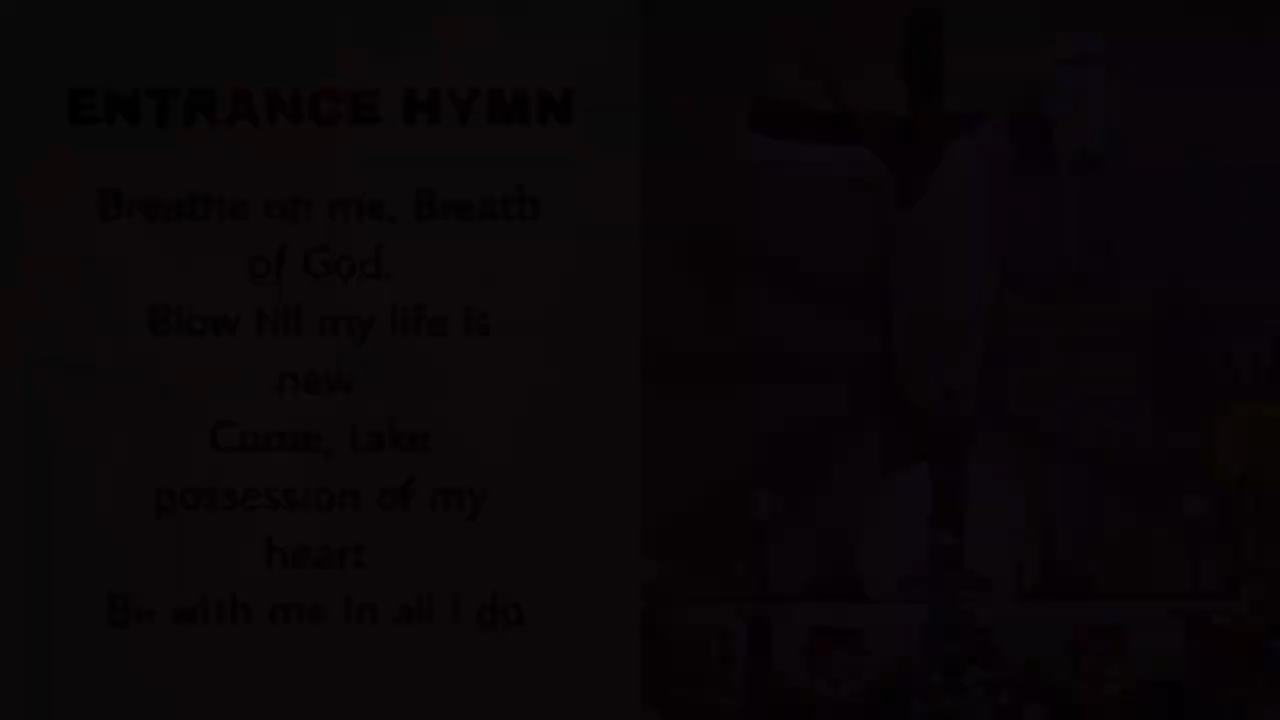 ENTRANCE HYMN
Breathe on me, Breath
of God.
Blow till my life is
new
Come, take
possession of my
heart
Be with me in all I do